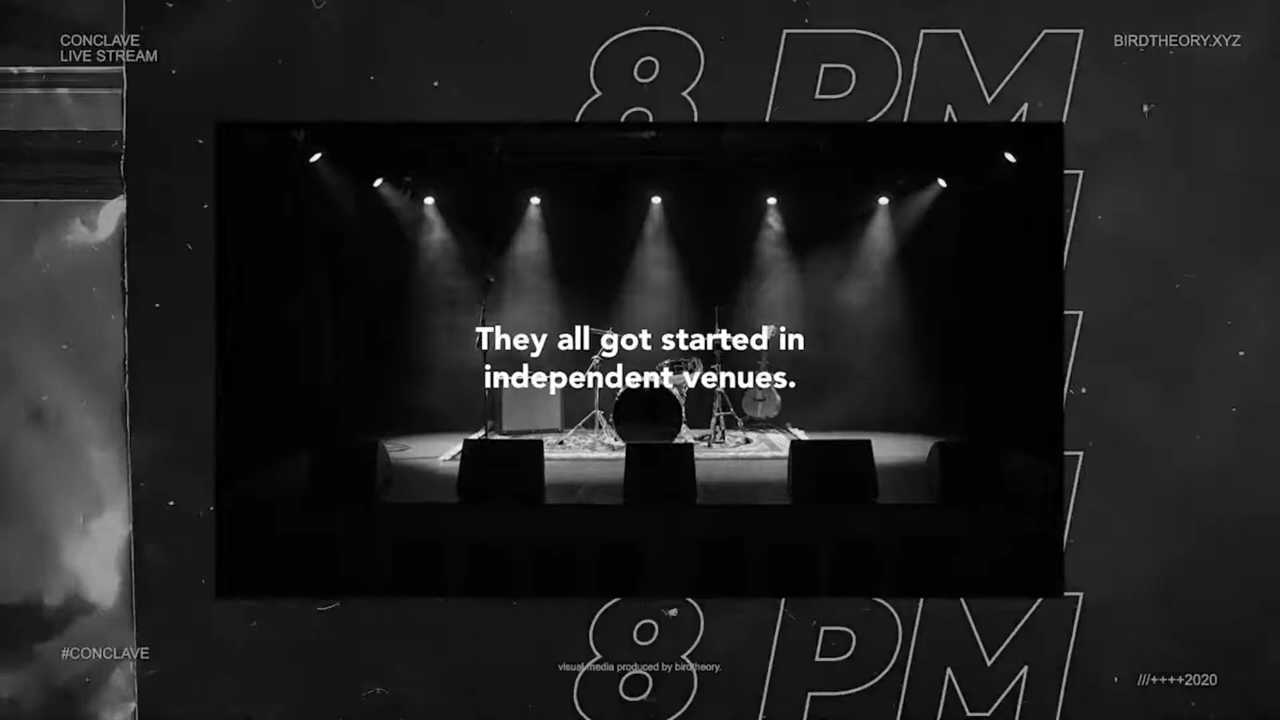 CONCLAVE
LIVE STREAM
BIRDTHEORY.XYZ
8 PM
They all got started in
independent venues.
8 PM
#CONCLAVE
visual media produced by birdtheory.
///++++2020